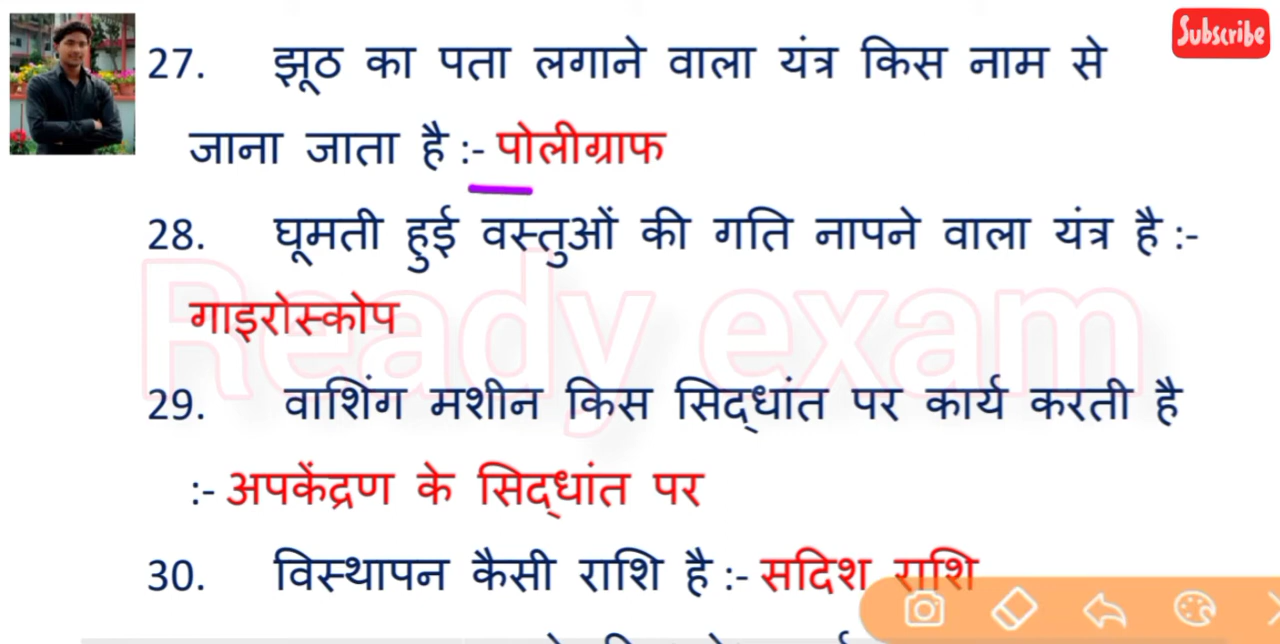 Subscribe
27. झूठ का पता लगाने वाला यंत्र किस नाम से
जाना जाता है :- पोलीग्राफ
28. घूमती हुई वस्तुओं की गति नापने वाला यंत्र है :-
गाइरोस्कोप
Ready exam
29. वाशिंग मशीन किस सिद्धांत पर कार्य करती है
:- अपकेंद्रण के सिद्धांत पर
30. विस्थापन कैसी राशि है :- सदिश राशि